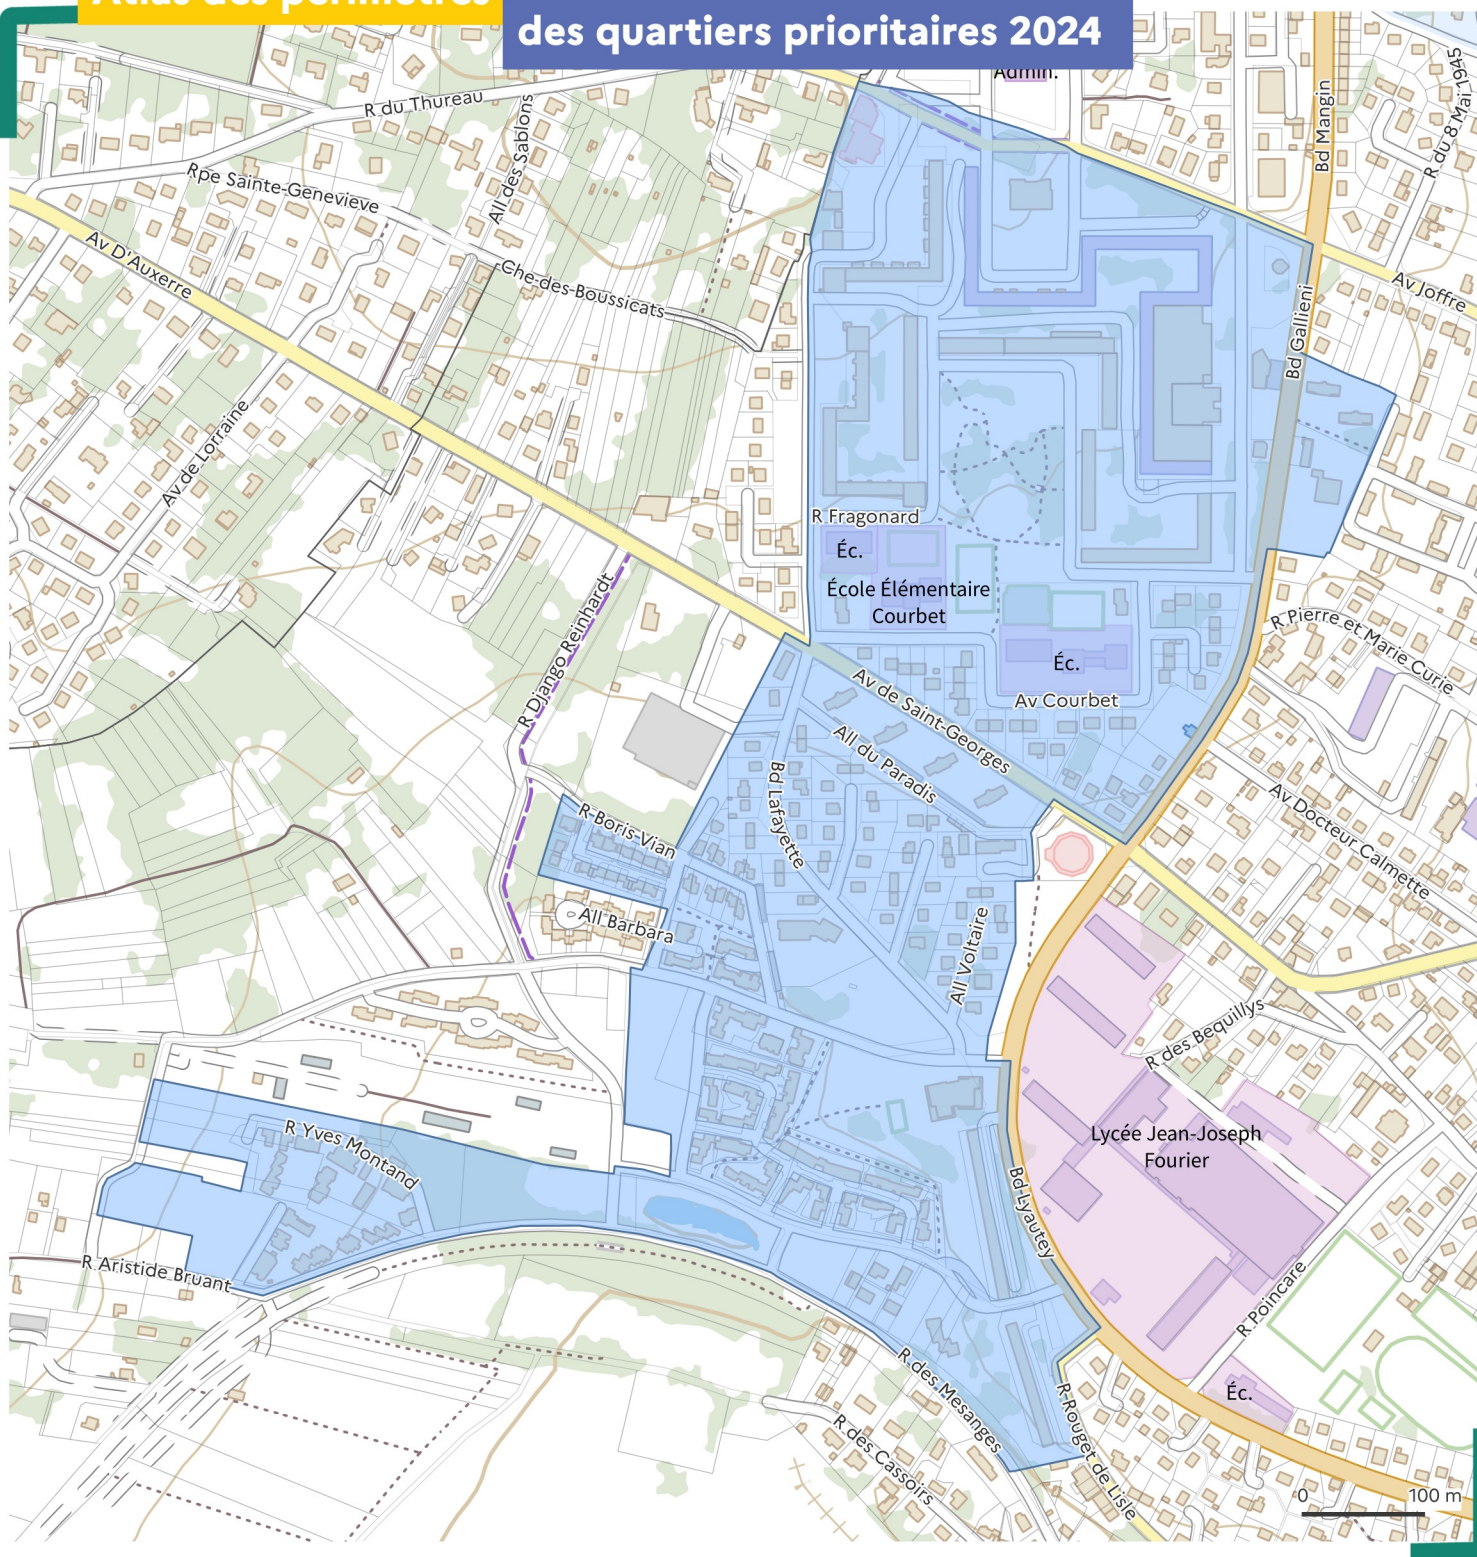 Atlas des périmètres
des quartiers prioritaires 2024
Admin.
R du Thureau
All des Sablons
Rpe Sainte-Genevieve
Bd Mangin
R du 8 Mai 1945
Av D'Auxerre
Che des Boussicats
Av Joffre
Bd Gallieni
Av de Lorraine
R Fragonard
Éc.
École Élémentaire
Courbet
Éc.
Av Courbet
R Pierre et Marie Curie
R Django Reinhardt
Av de Saint-Georges
All du Paradis
Bd Lafayette
R Boris Vian
Av Docteur Calmette
All Barbara
All Voltaire
R des Bequillys
R Yves Montand
Lycée Jean-Joseph
Fourier
Bd Lyautey
R Aristide Bruant
R Poincare
R des Mesanges
R Rouget de Lisle
Éc.
R des Cassoirs
0 100 m